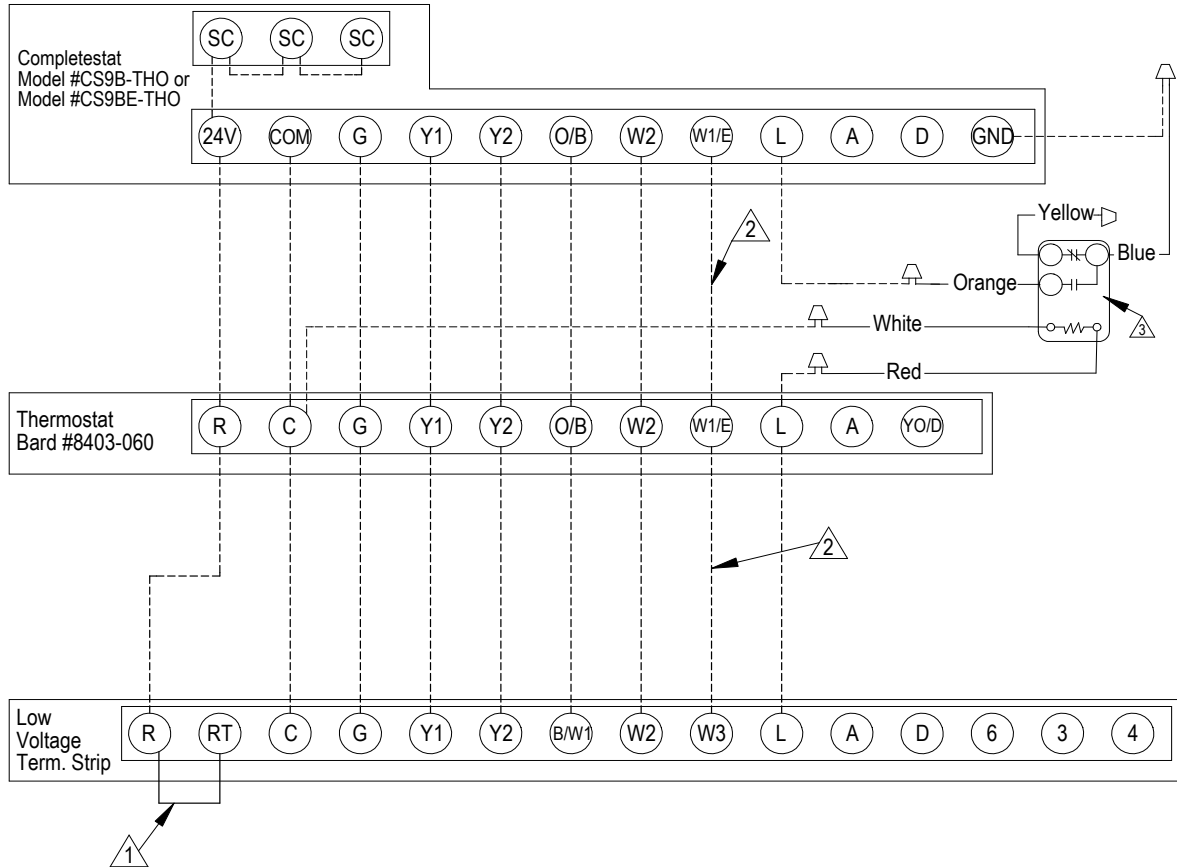 SC SC SC
Completestat
Model #CS9B-THO or
Model #CS9BE-THO
24V COM G Y1 Y2 O/B W2 W1/E L A D GND
Yellow
2
Blue
Orange
3
White
Red
Thermostat
Bard #8403-060
R C G Y1 Y2 O/B W2 W1/E L A YO/D
2
Low
Voltage
Term. Strip
R RT C G Y1 Y2 B/W1 W2 W3 L A D 6 3 4
1